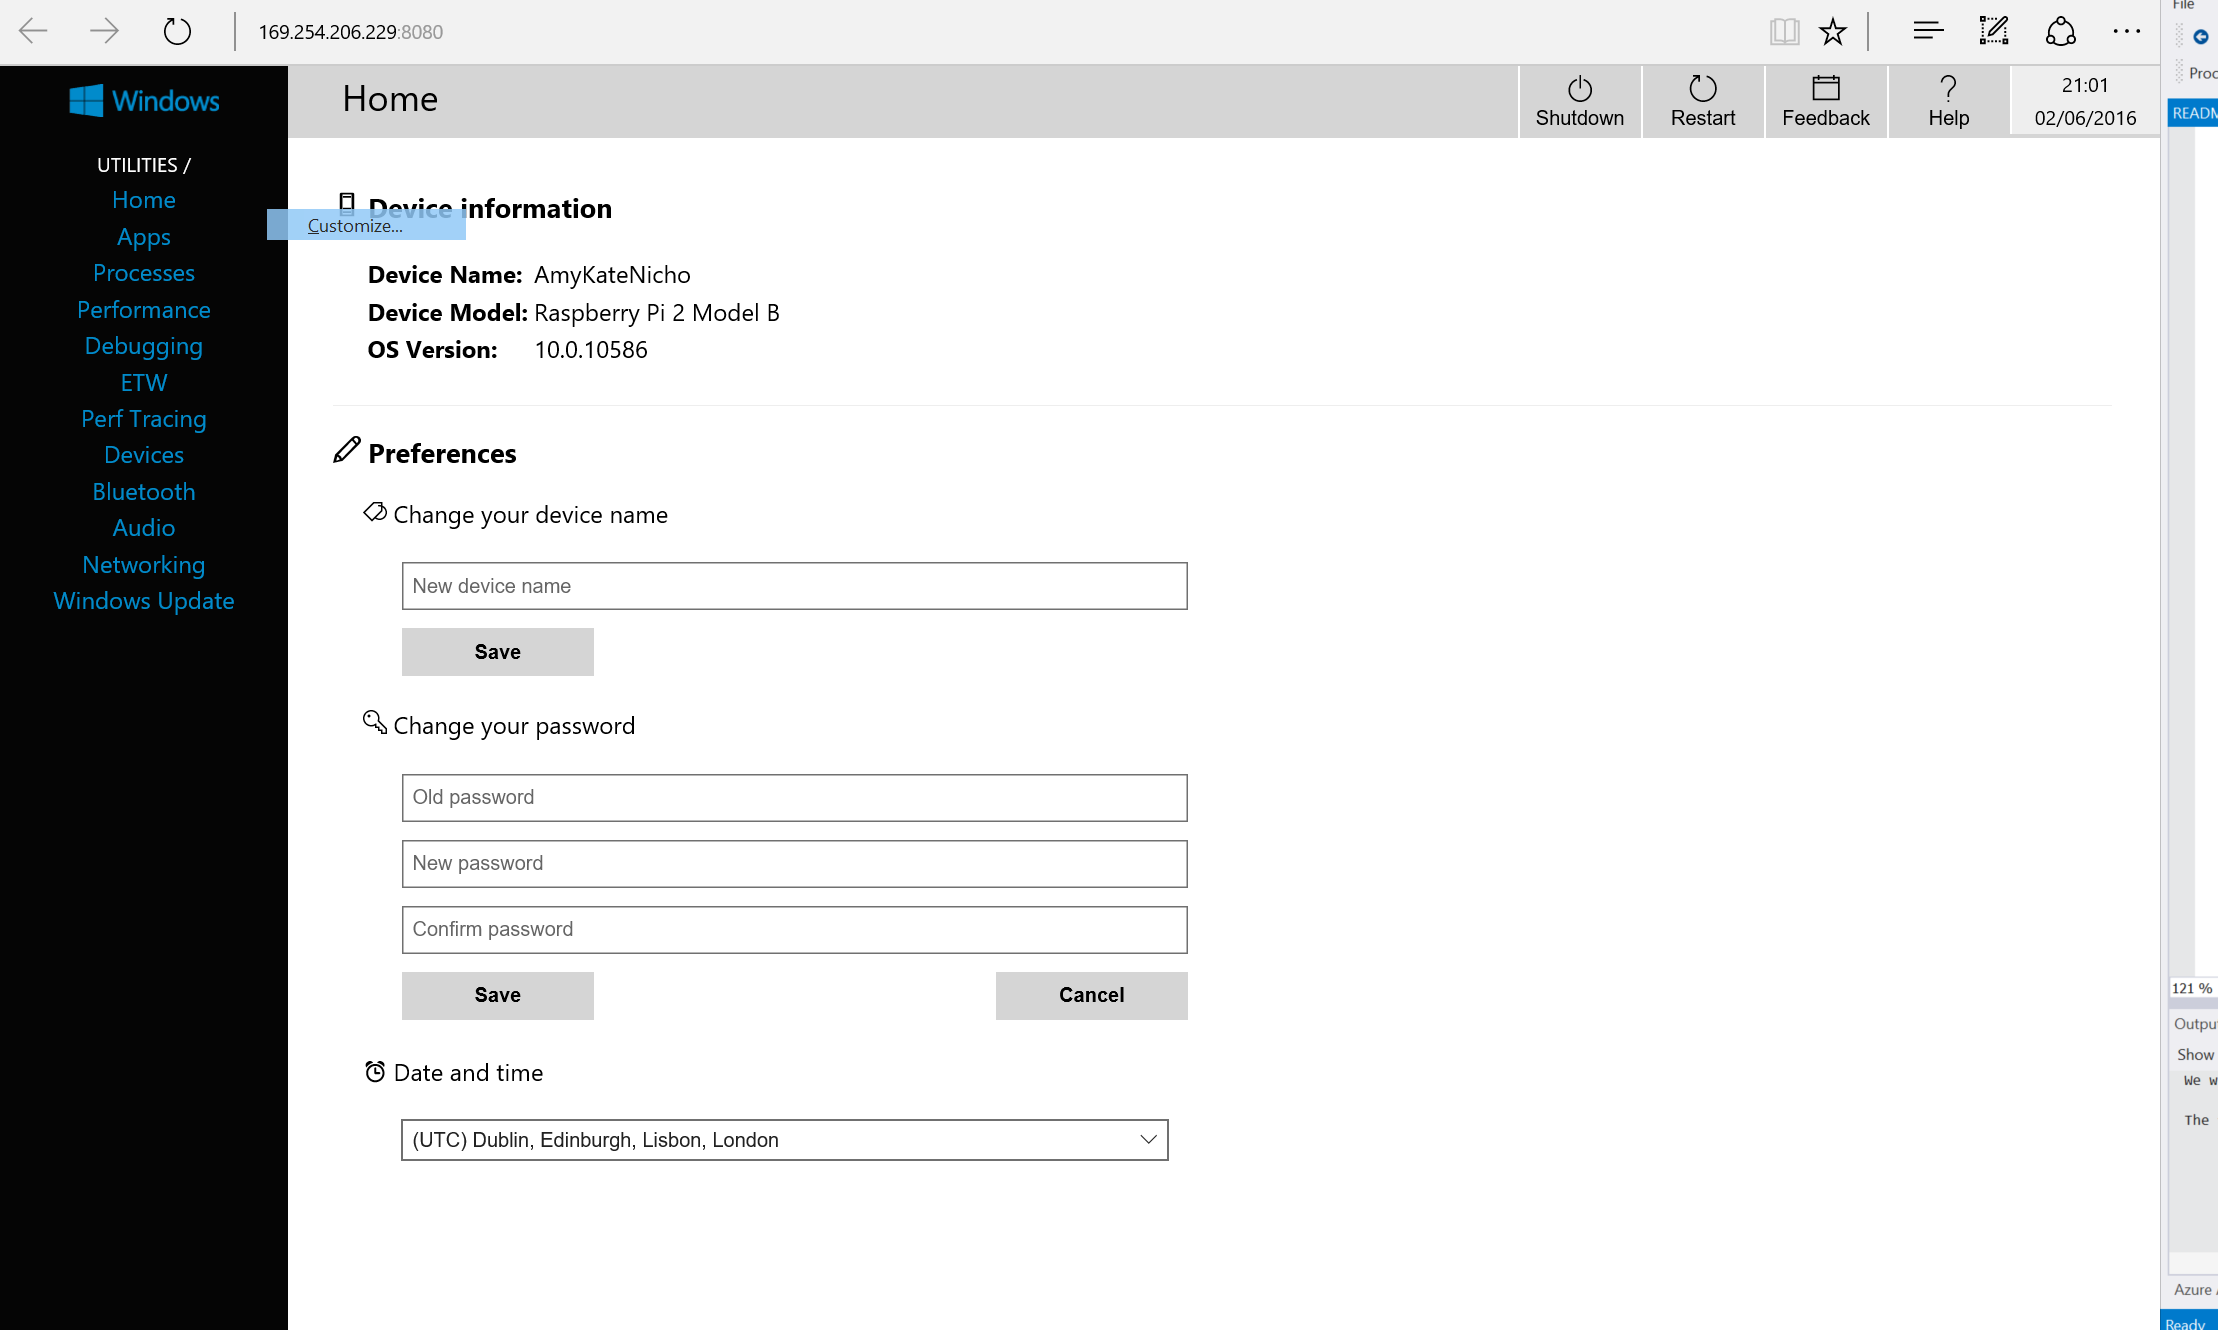 169.254.206.229:8080
Windows
UTILITIES /
Home
Apps
Processes
Performance
Debugging
ETW
Perf Tracing
Devices
Bluetooth
Audio
Networking
Windows Update
Home
Shutdown
Restart
Feedback
Help
21:01
02/06/2016
Device information
Customize...
Device Name: AmyKateNicho
Device Model: Raspberry Pi 2 Model B
OS Version: 10.0.10586
Preferences
Change your device name
New device name
Save
Change your password
Old password
New password
Confirm password
Save Cancel
Date and time
(UTC) Dublin, Edinburgh, Lisbon, London
File
Proc
READM
121 %
Outpu
Show
We w
The
Azure
Ready